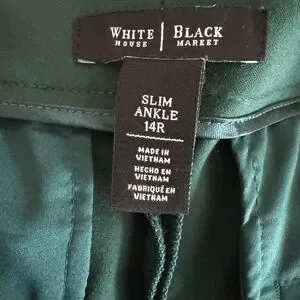 WHITE | BLACK
HOUSE | MARKET
SLIM
ANKLE
14R
MADE IN
VIETNAM
HECHO EN
VIETNAM
FABRIQUÉ EN
VIETNAM